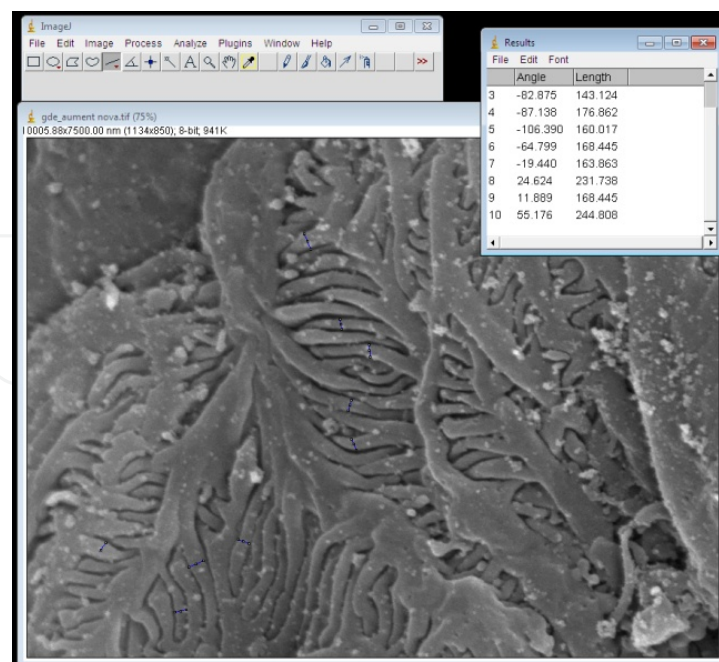 ImageJ
File Edit Image Process Analyze Plugins Window Help
A
>>
gde_aument nova.tif (75%)
10005.88x7500.00 nm (1134x850); 8-bit; 941K
Results
File Edit Font
Angle Length
3 -82.875 143.124
4 -87.138 176.862
5 -106.390 160.017
6 -64.799 168.445
7 -19.440 163.863
8 24.624 231.738
9 11.889 168.445
10 55.176 244.808